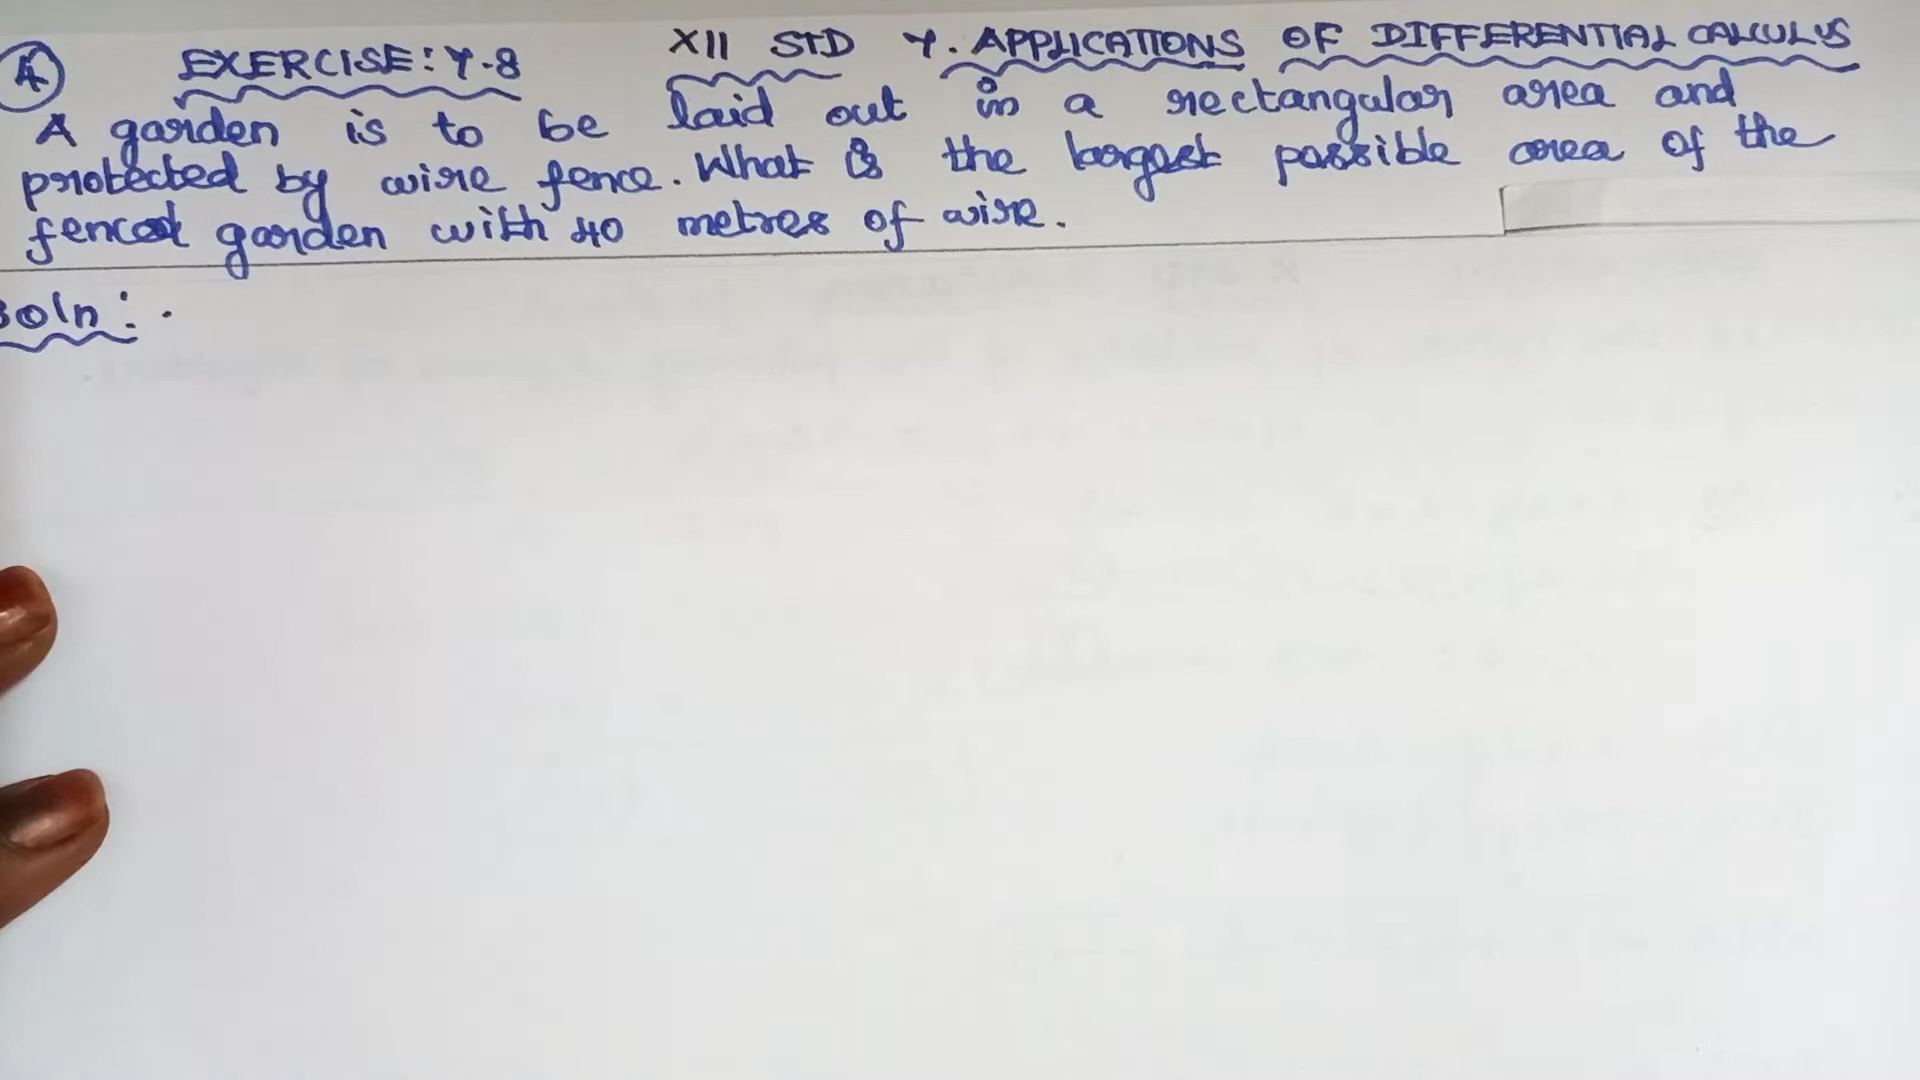 4 EXERCISE: 7.8 XII STD 7. APPLICATIONS OF DIFFERENTIAL CALCULUS
A garden is to be laid out in a rectangular area and
protected by wire fence. What is the largest possible area of the
fenced garden with 40 metres of wire.
Soln:.